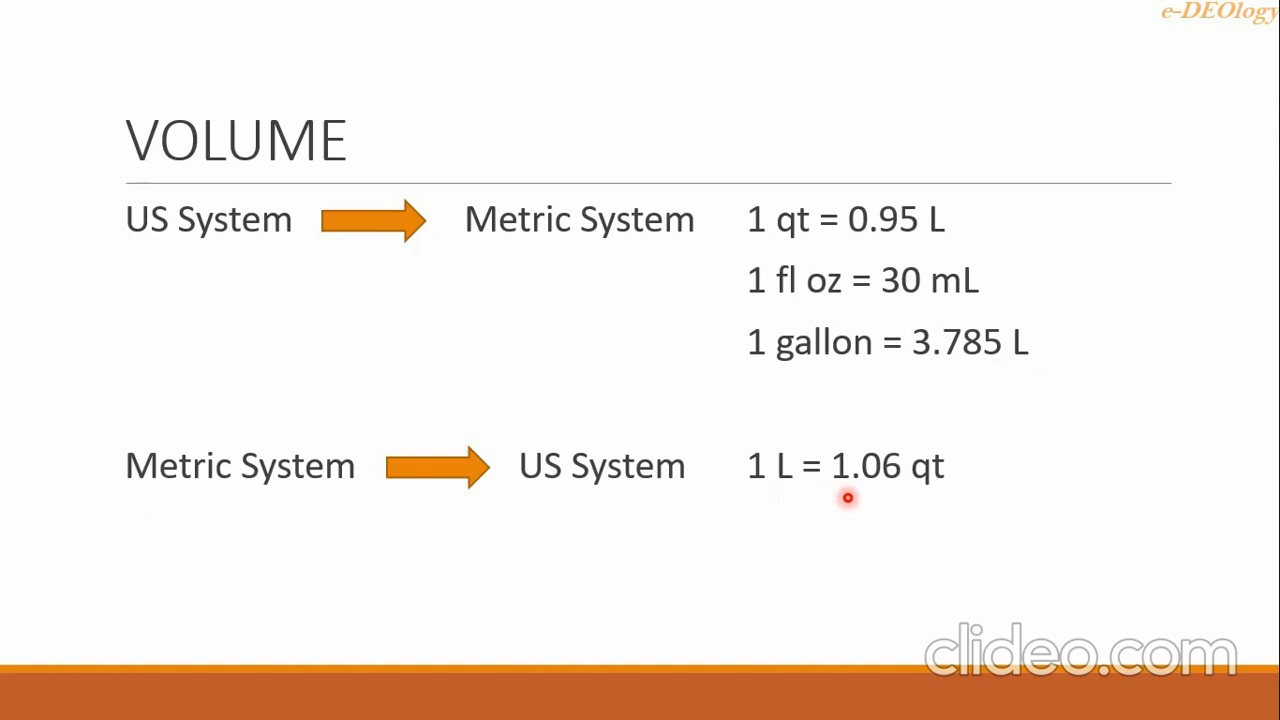 e-DEOlogy
VOLUME
US System Metric System 1 qt = 0.95 L
1 fl oz = 30 mL
1 gallon = 3.785 L
Metric System US System 1 L = 1.06 qt
clideo.com